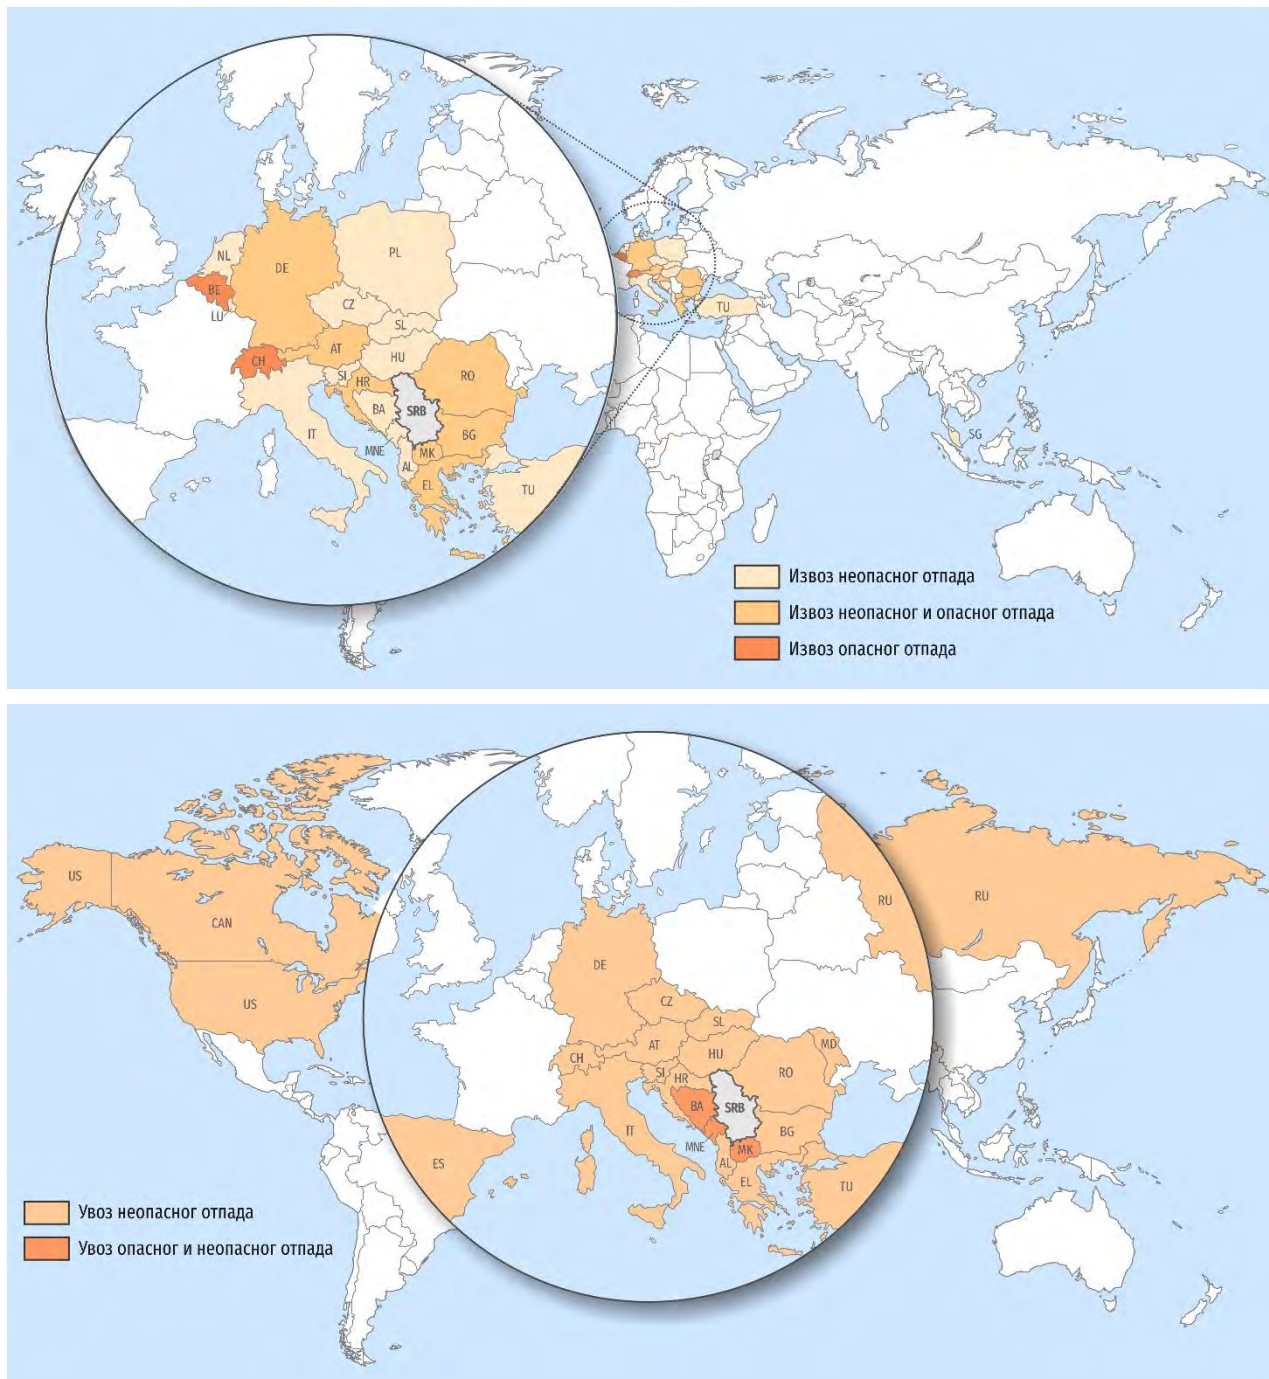 NL
PL
DE
BE
CZ
LU
SL
AT
HU
CH
SI
HR
RO
BA
SRB
IT
BG
MNE
MK
AL
EL
TU
TU
SG
Извоз неопасног отпада
Извоз неопасног и опасног отпада
Извоз опасног отпада
US
CAN
US
RU
RU
DE
CZ
SL
AT
HU
MD
CH
SI
HR
RO
BA
SRB
IT
BG
MNE
MK
AL
EL
ES
TU
Увоз неопасног отпада
Увоз опасног и неопасног отпада